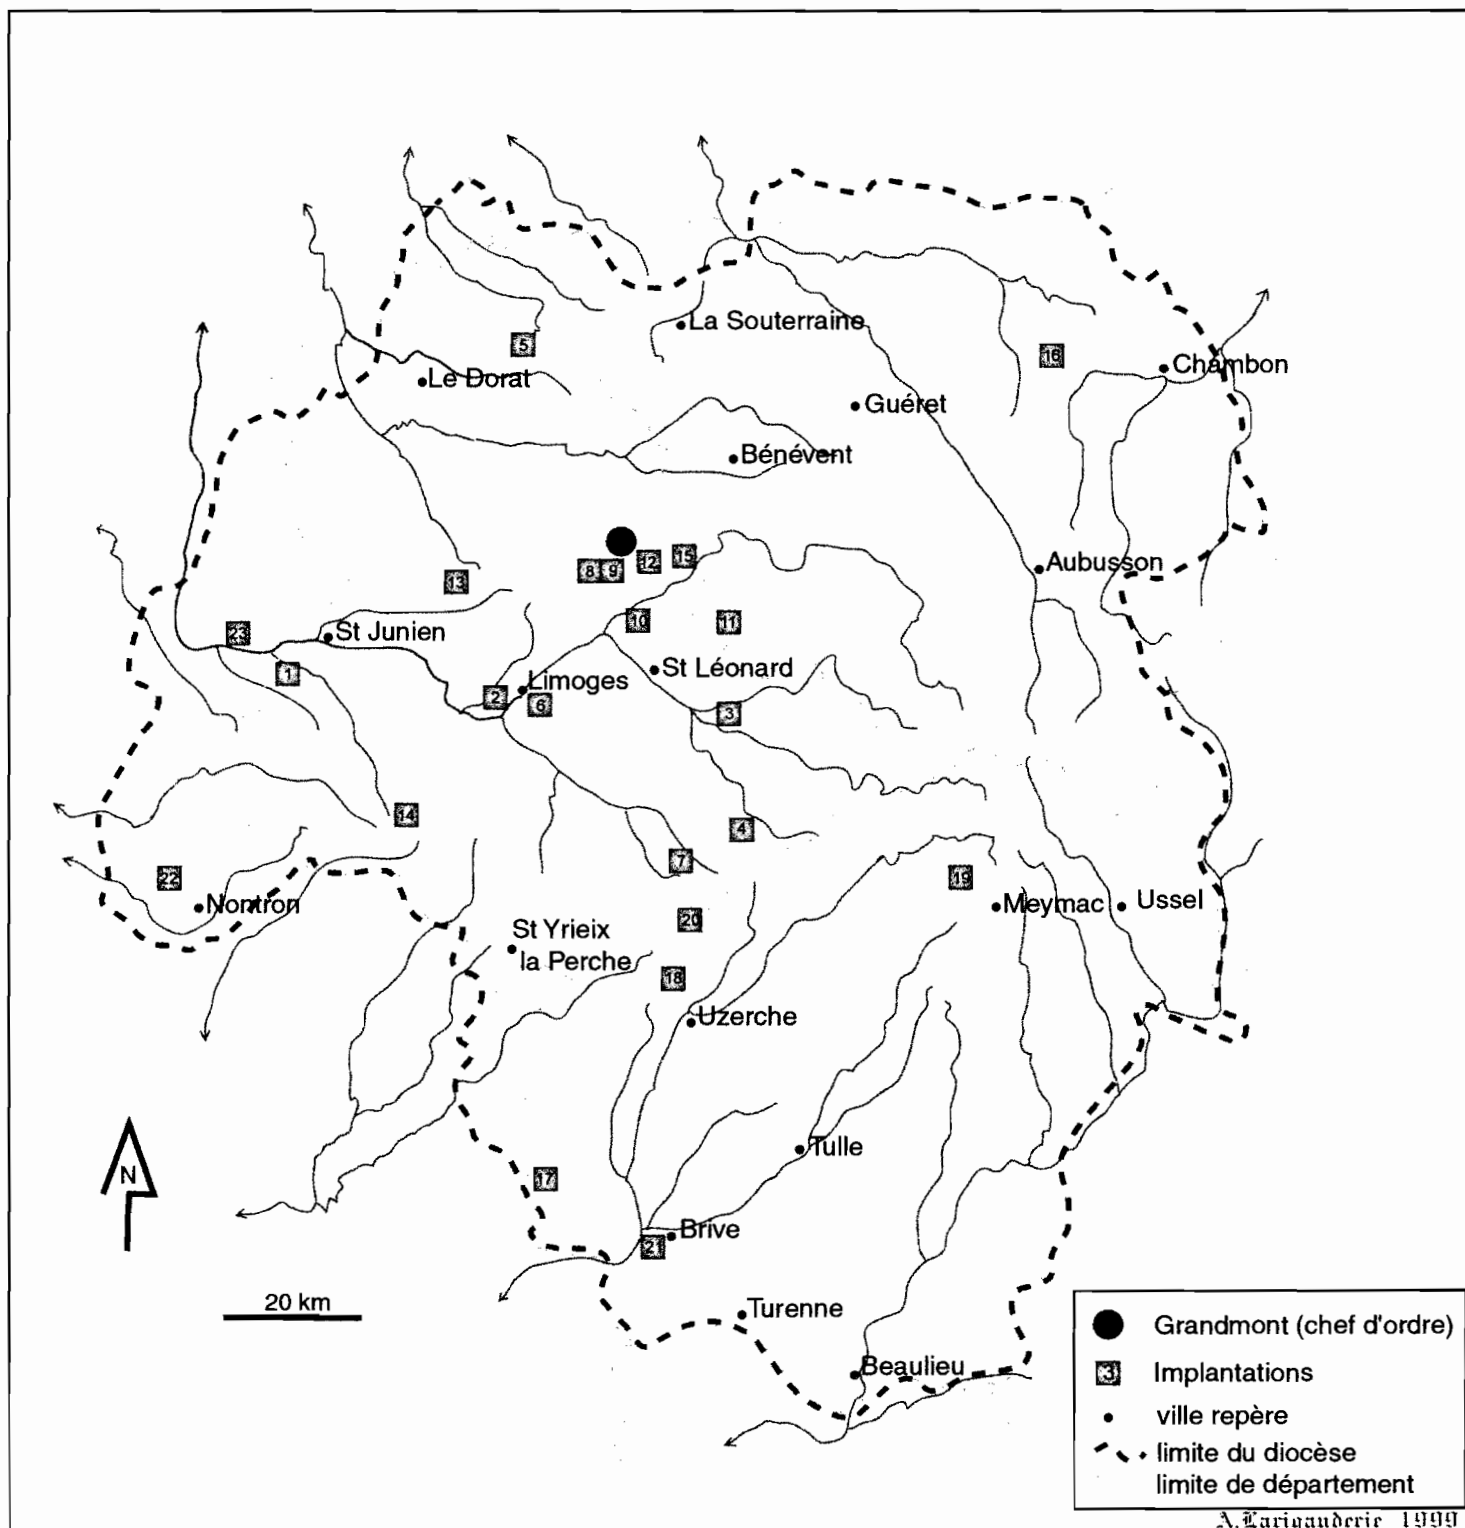 La Souterraine
5
16
Chambon
Le Dorat
Guéret
Bénévent
8
9
12
15
Aubusson
13
10
11
23
St Junien
St Léonard
1
Limoges
2
6
3
14
4
7
22
19
Nontron
Meymac
Ussel
20
St Yrieix
la Perche
18
Uzerche
N
Tulle
17
Brive
21
20 km
Turenne
Beaulieu
Grandmont (chef d'ordre)
3
Implantations
ville repère
limite du diocèse
limite de département
A.Larigauderie 1999